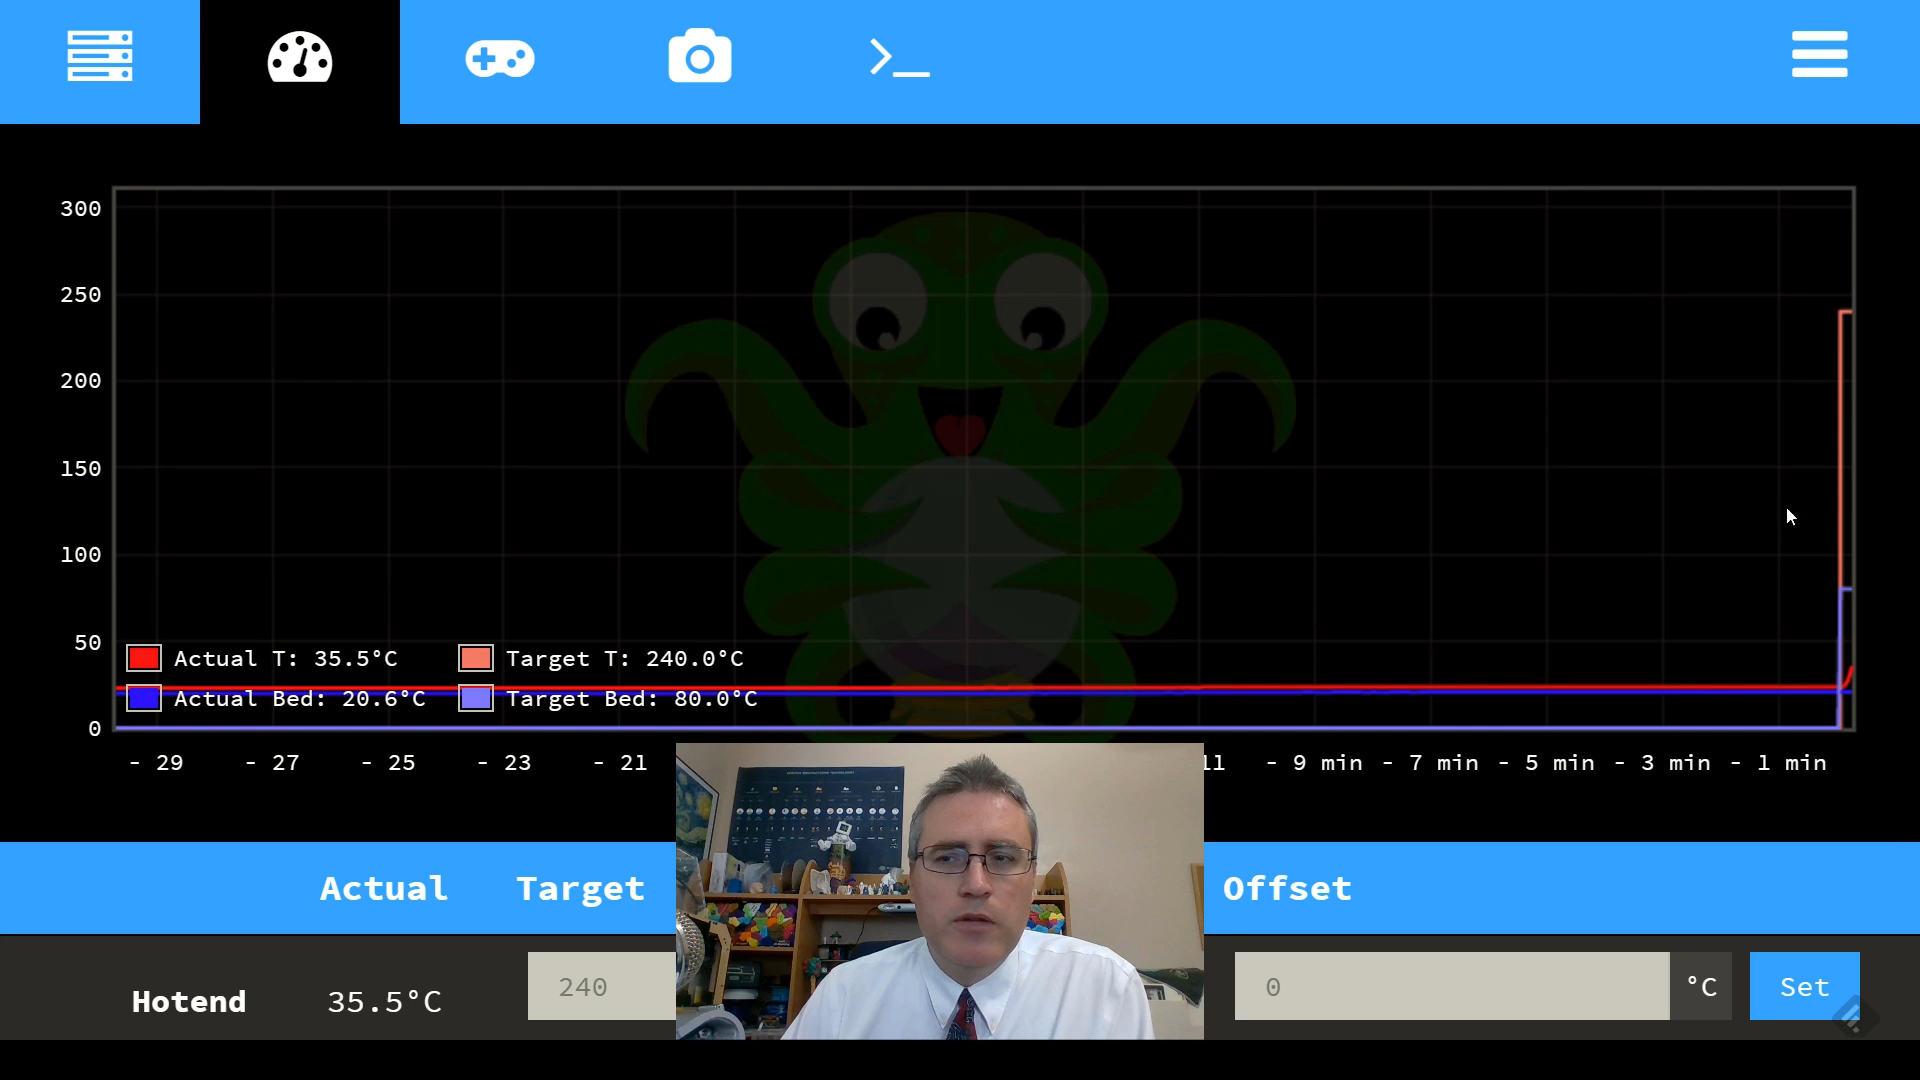 300
250
200
150
100
50
0
Actual T: 35.5°C Target T: 240.0°C
Actual Bed: 20.6°C Target Bed: 80.0°C
- 29 - 27 - 25 - 23 - 21 11 - 9 min - 7 min - 5 min - 3 min - 1 min
Actual Target Offset
Hotend 35.5°C 240 0 °C Set